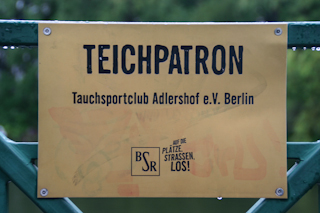 TEICHPATRON
Tauchsportclub Adlershof e.V. Berlin
BSR
...AUF DIE
PLÄTZE.
STRASSEN.
LOS!